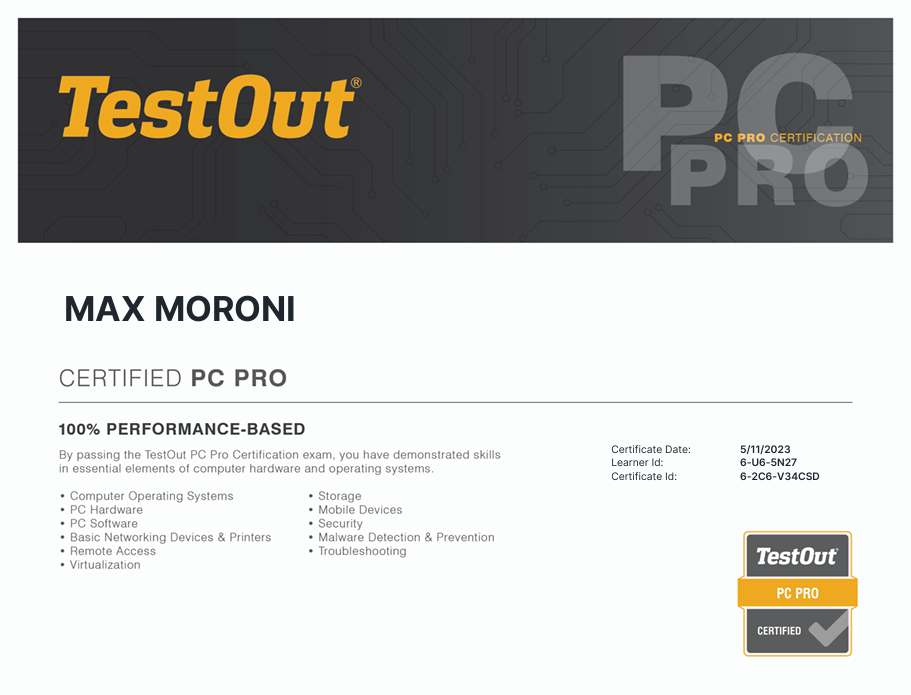 TestOut®
PC
PRO
PC PRO CERTIFICATION
MAX MORONI
CERTIFIED PC PRO
100% PERFORMANCE-BASED
By passing the TestOut PC Pro Certification exam, you have demonstrated skills
in essential elements of computer hardware and operating systems.
• Computer Operating Systems
• PC Hardware
• PC Software
• Basic Networking Devices & Printers
• Remote Access
• Virtualization
• Storage
• Mobile Devices
• Security
• Malware Detection & Prevention
• Troubleshooting
Certificate Date: 5/11/2023
Learner Id: 6-U6-5N27
Certificate Id: 6-2C6-V34CSD
TestOut®
PC PRO
CERTIFIED